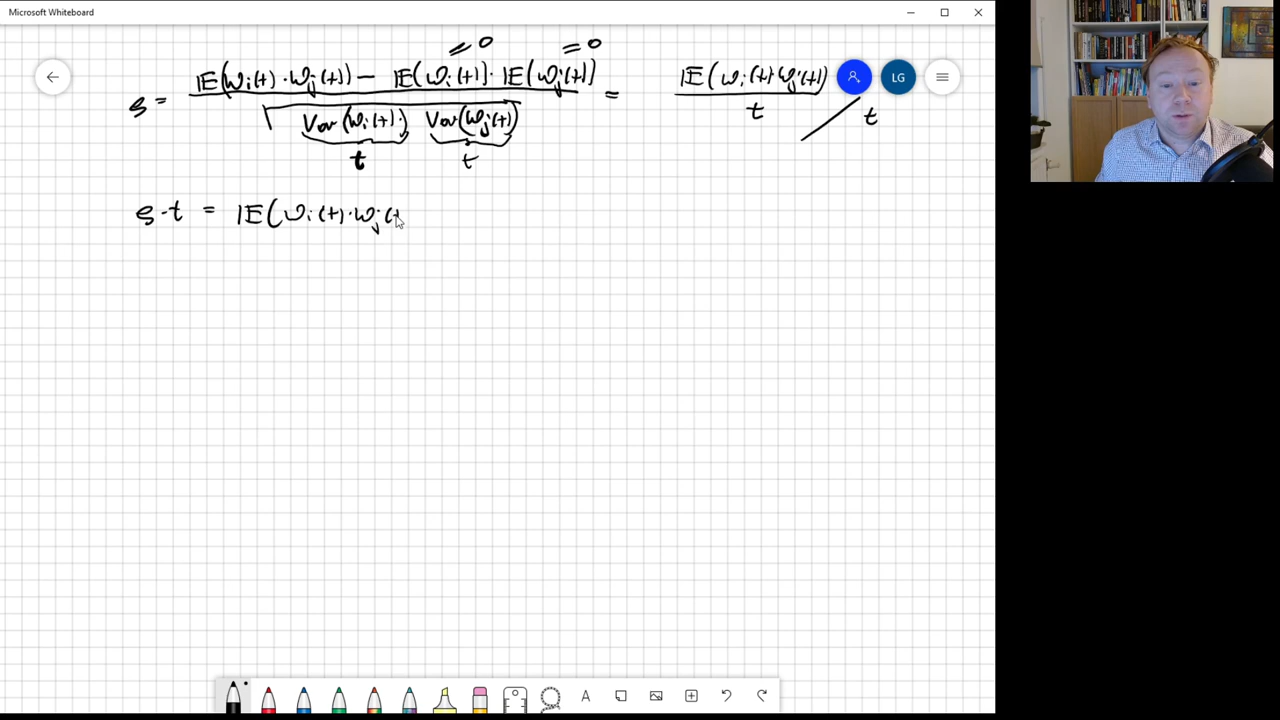 Microsoft Whiteboard
= 0 = 0
ϱ = 𝔼(Wi(t)·Wj(t)) − 𝔼(Wi(t))·𝔼(Wj(t)) / √Var(Wi(t))·Var(Wj(t)) = 𝔼(Wi(t)Wj(t)) / t
t t t
LG
ϱ·t = 𝔼(Wi(t)·Wj(t
A